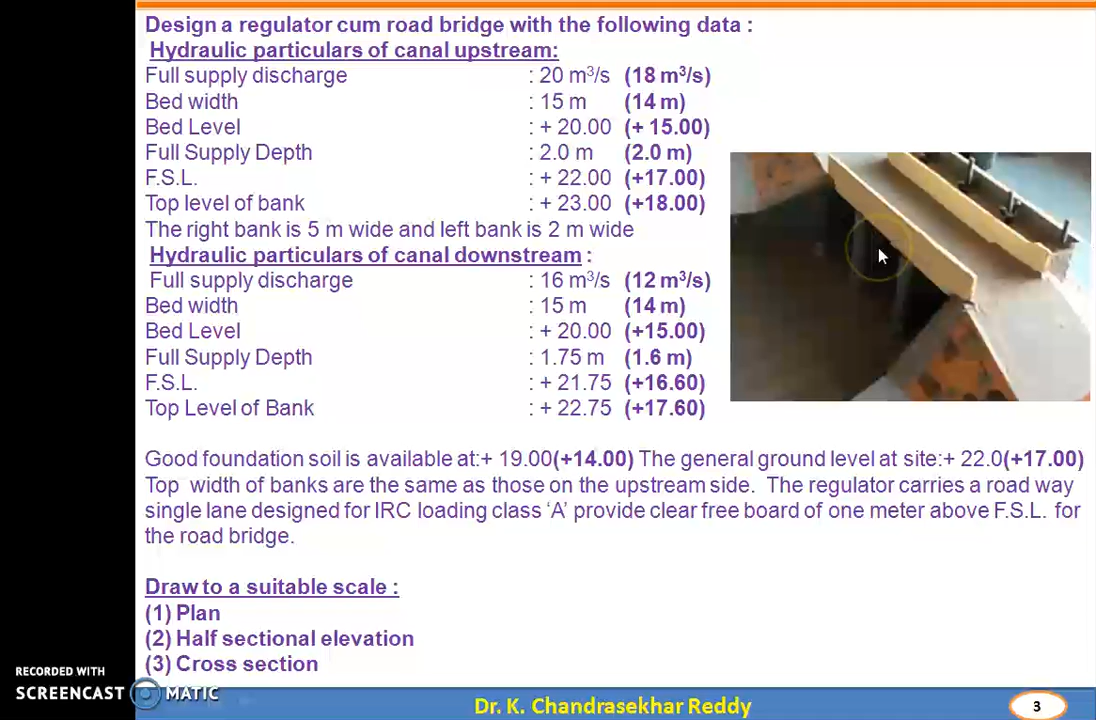 Design a regulator cum road bridge with the following data :
Hydraulic particulars of canal upstream:
Full supply discharge : 20 m³/s (18 m³/s)
Bed width : 15 m (14 m)
Bed Level : + 20.00 (+ 15.00)
Full Supply Depth : 2.0 m (2.0 m)
F.S.L. : + 22.00 (+17.00)
Top level of bank : + 23.00 (+18.00)
The right bank is 5 m wide and left bank is 2 m wide
Hydraulic particulars of canal downstream :
Full supply discharge : 16 m³/s (12 m³/s)
Bed width : 15 m (14 m)
Bed Level : + 20.00 (+15.00)
Full Supply Depth : 1.75 m (1.6 m)
F.S.L. : + 21.75 (+16.60)
Top Level of Bank : + 22.75 (+17.60)
Good foundation soil is available at:+ 19.00(+14.00) The general ground level at site:+ 22.0(+17.00)
Top width of banks are the same as those on the upstream side. The regulator carries a road way
single lane designed for IRC loading class ‘A’ provide clear free board of one meter above F.S.L. for
the road bridge.
Draw to a suitable scale :
(1) Plan
(2) Half sectional elevation
(3) Cross section
RECORDED WITH
SCREENCAST MATIC
Dr. K. Chandrasekhar Reddy
3